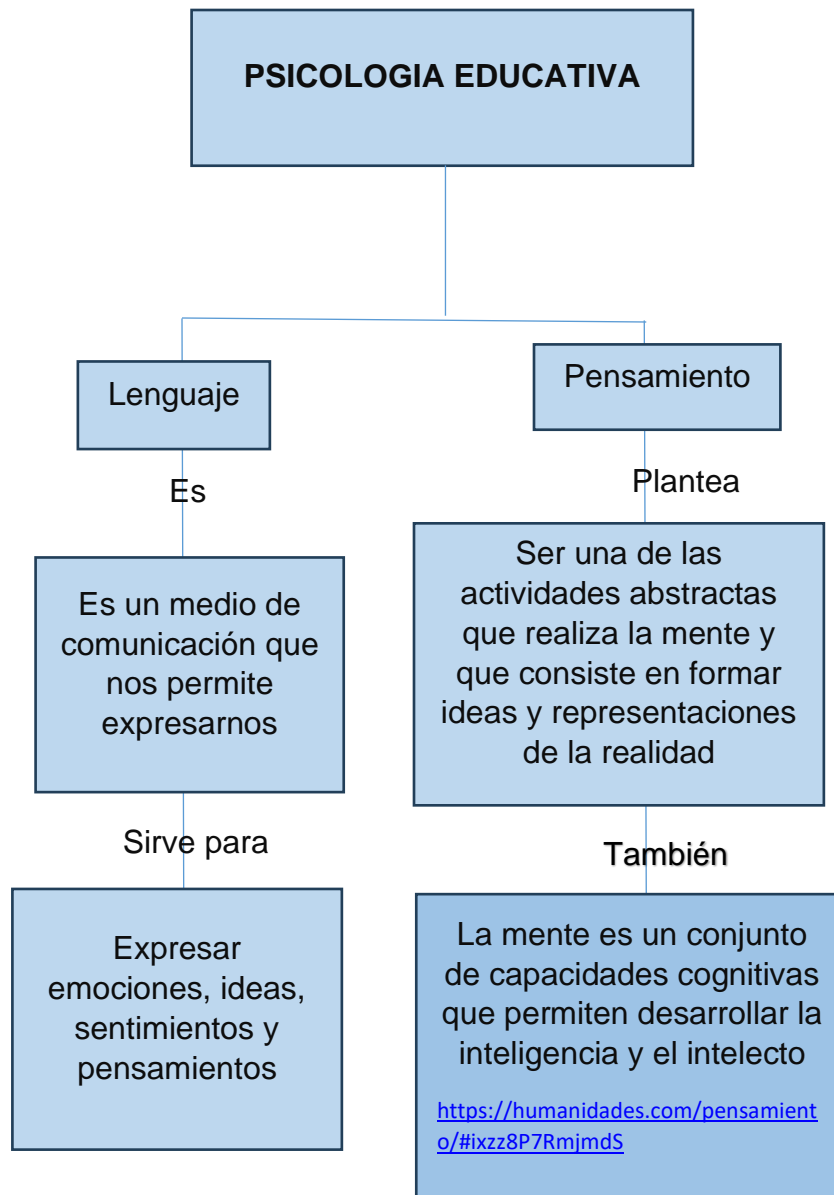 PSICOLOGIA EDUCATIVA
Lenguaje
Es
Es un medio de
comunicación que
nos permite
expresarnos
Sirve para
Expresar
emociones, ideas,
sentimientos y
pensamientos
Pensamiento
Plantea
Ser una de las
actividades abstractas
que realiza la mente y
que consiste en formar
ideas y representaciones
de la realidad
También
La mente es un conjunto
de capacidades cognitivas
que permiten desarrollar la
inteligencia y el intelecto
https://humanidades.com/pensamient
o/#ixzz8P7RmjmdS